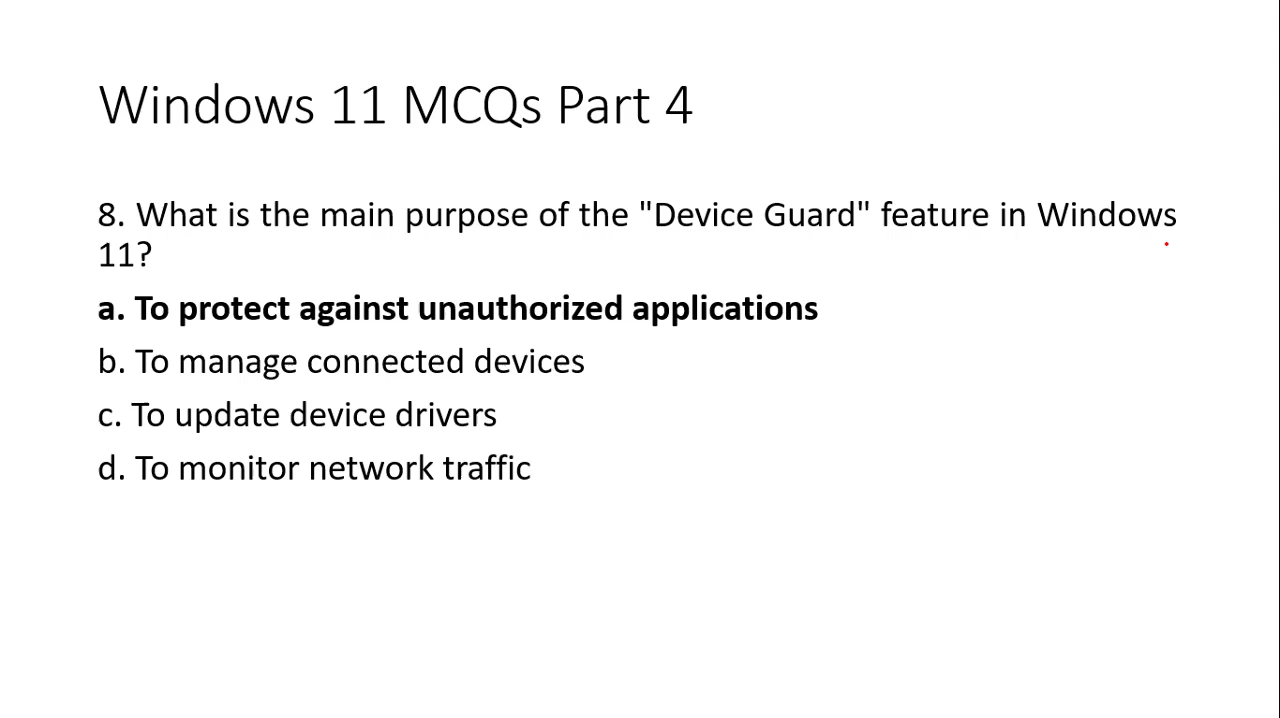 Windows 11 MCQs Part 4
8. What is the main purpose of the "Device Guard" feature in Windows
11?
a. To protect against unauthorized applications
b. To manage connected devices
c. To update device drivers
d. To monitor network traffic